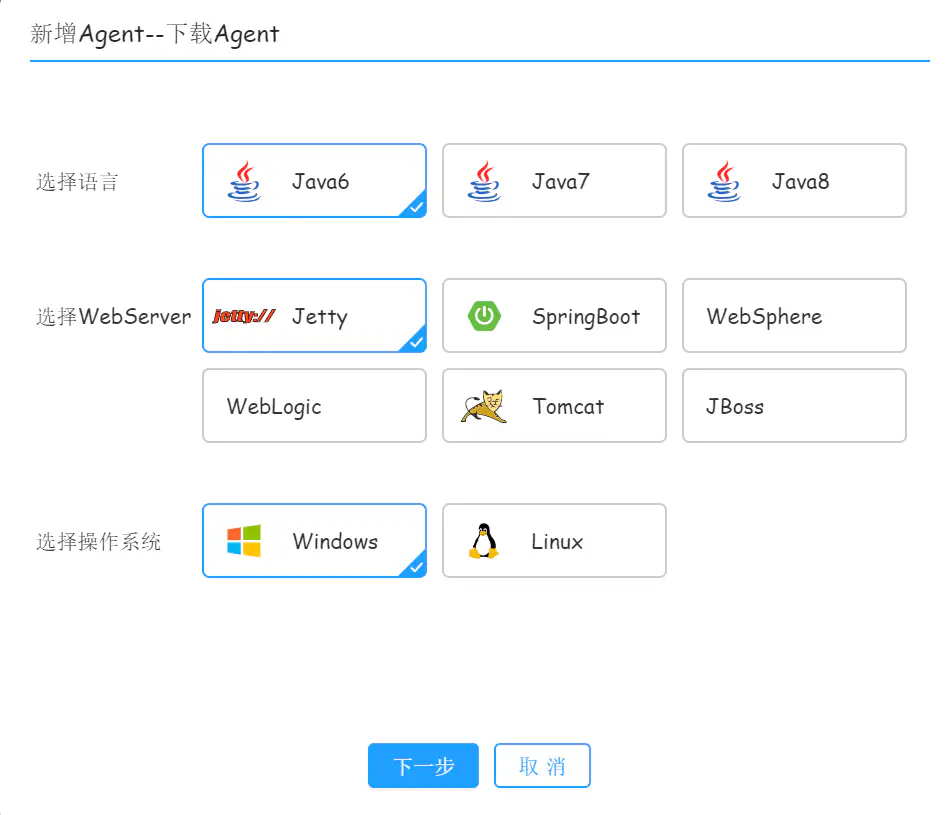 新增Agent--下载Agent
选择语言 Java6 Java7 Java8
选择WebServer jetty:// Jetty SpringBoot WebSphere
WebLogic Tomcat JBoss
选择操作系统 Windows Linux
下一步 取 消